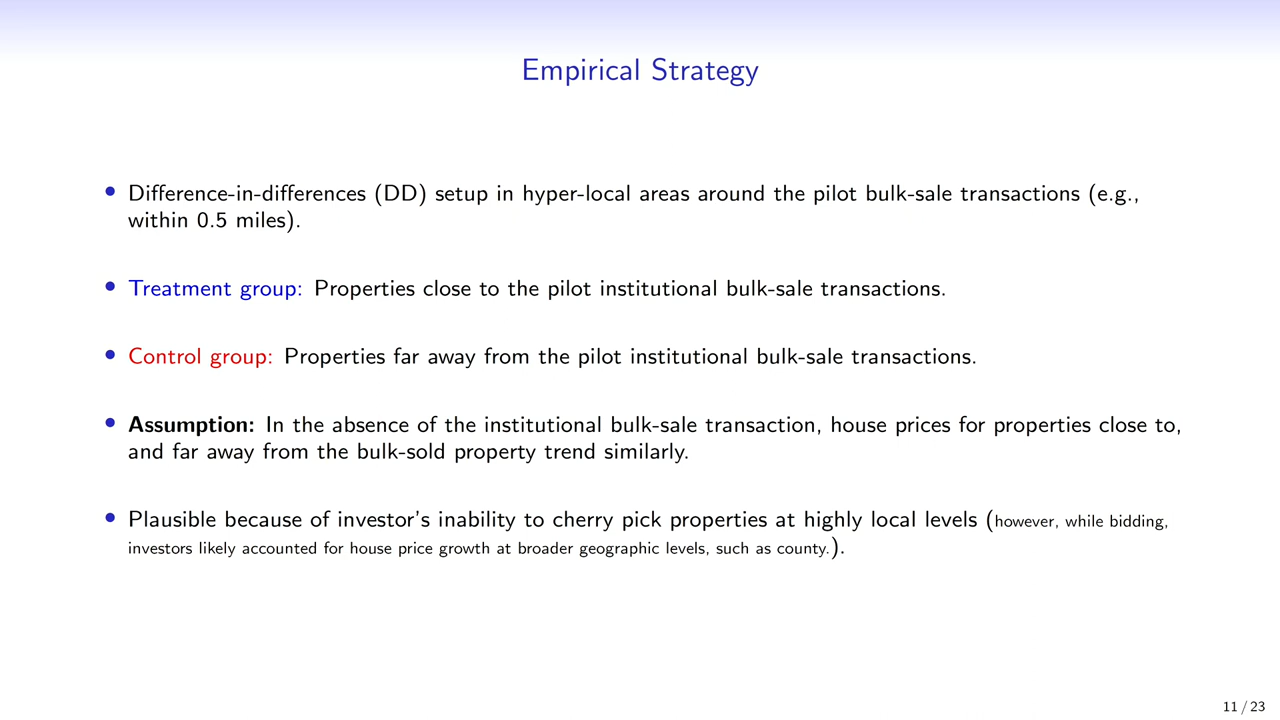 Empirical Strategy
• Difference-in-differences (DD) setup in hyper-local areas around the pilot bulk-sale transactions (e.g.,
within 0.5 miles).
• Treatment group: Properties close to the pilot institutional bulk-sale transactions.
• Control group: Properties far away from the pilot institutional bulk-sale transactions.
• Assumption: In the absence of the institutional bulk-sale transaction, house prices for properties close to,
and far away from the bulk-sold property trend similarly.
• Plausible because of investor's inability to cherry pick properties at highly local levels (however, while bidding,
investors likely accounted for house price growth at broader geographic levels, such as county.).
11 / 23